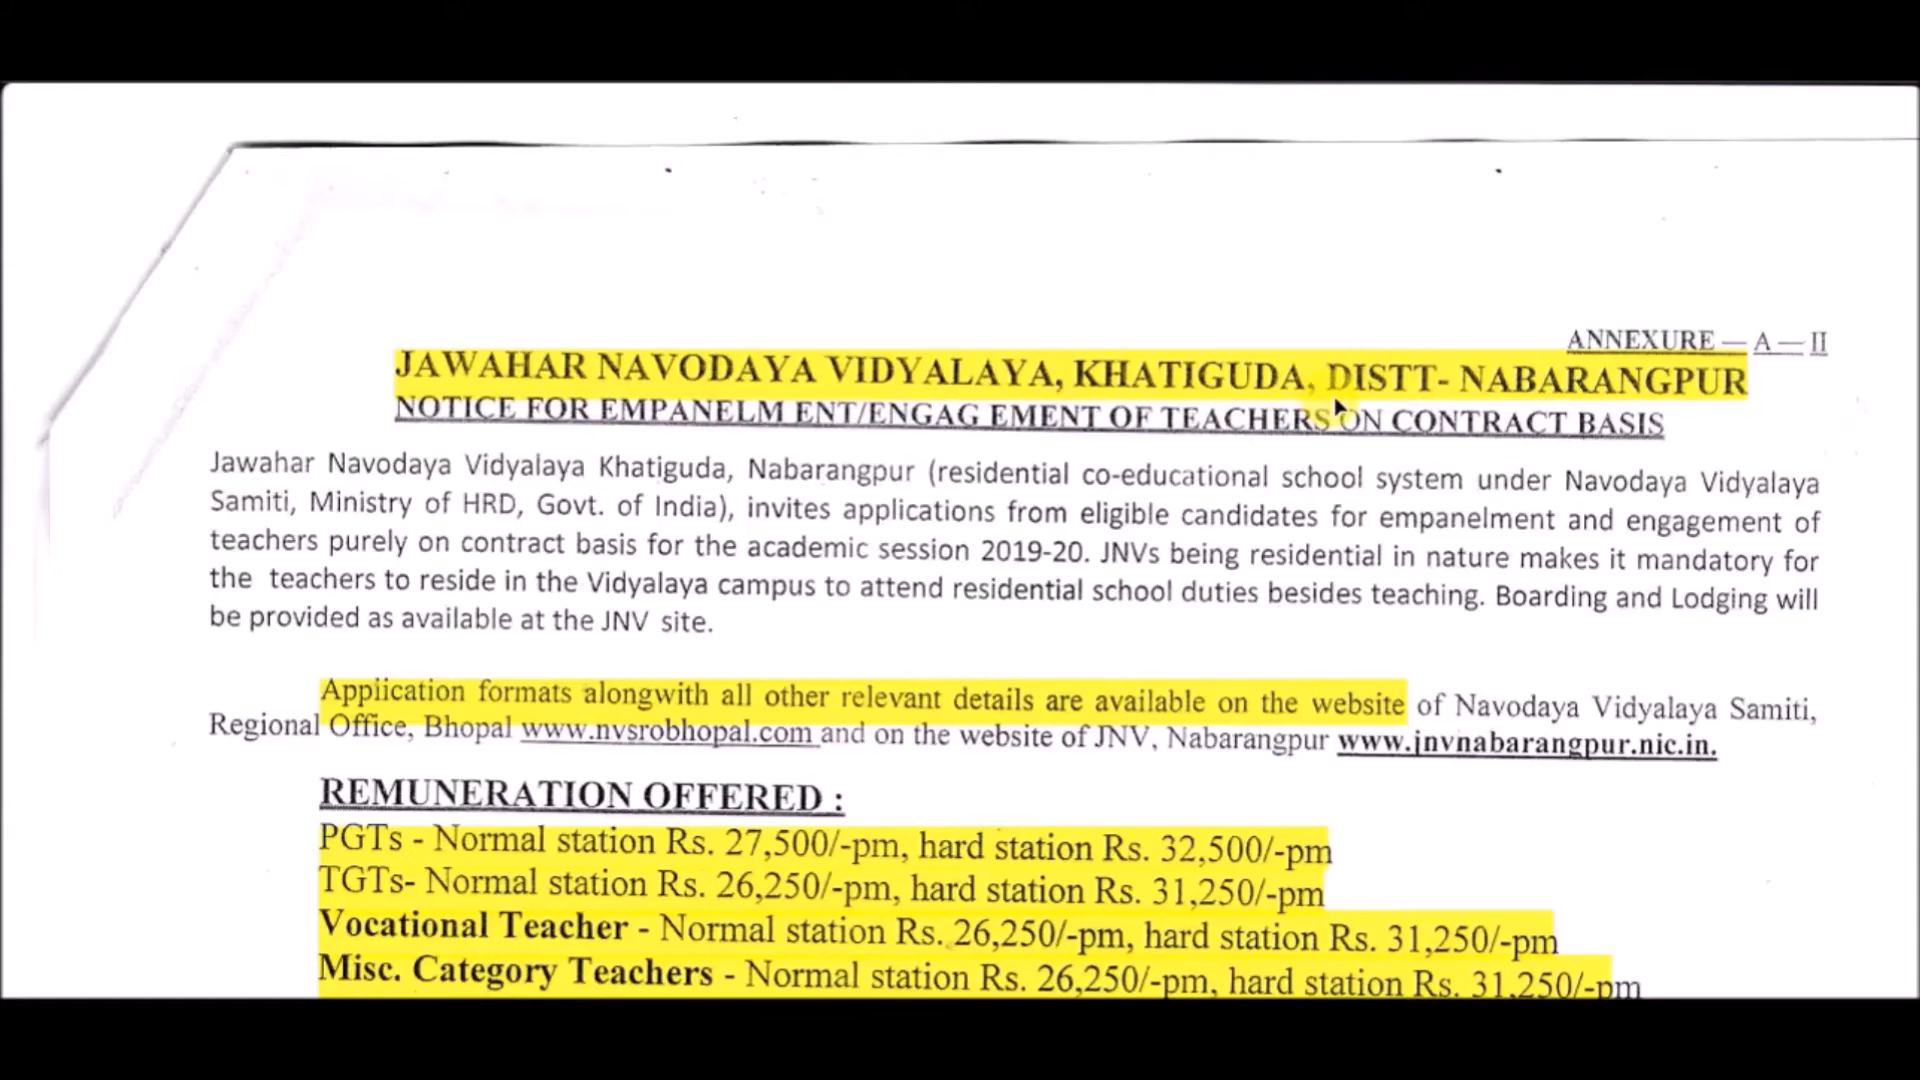 ANNEXURE – A – II
JAWAHAR NAVODAYA VIDYALAYA, KHATIGUDA, DISTT- NABARANGPUR
NOTICE FOR EMPANELM ENT/ENGAG EMENT OF TEACHERS ON CONTRACT BASIS
Jawahar Navodaya Vidyalaya Khatiguda, Nabarangpur (residential co-educational school system under Navodaya Vidyalaya
Samiti, Ministry of HRD, Govt. of India), invites applications from eligible candidates for empanelment and engagement of
teachers purely on contract basis for the academic session 2019-20. JNVs being residential in nature makes it mandatory for
the teachers to reside in the Vidyalaya campus to attend residential school duties besides teaching. Boarding and Lodging will
be provided as available at the JNV site.
Application formats alongwith all other relevant details are available on the website of Navodaya Vidyalaya Samiti,
Regional Office, Bhopal www.nvsrobhopal.com and on the website of JNV, Nabarangpur www.jnvnabarangpur.nic.in.
REMUNERATION OFFERED :
PGTs - Normal station Rs. 27,500/-pm, hard station Rs. 32,500/-pm
TGTs- Normal station Rs. 26,250/-pm, hard station Rs. 31,250/-pm
Vocational Teacher - Normal station Rs. 26,250/-pm, hard station Rs. 31,250/-pm
Misc. Category Teachers - Normal station Rs. 26,250/-pm, hard station Rs. 31,250/-pm